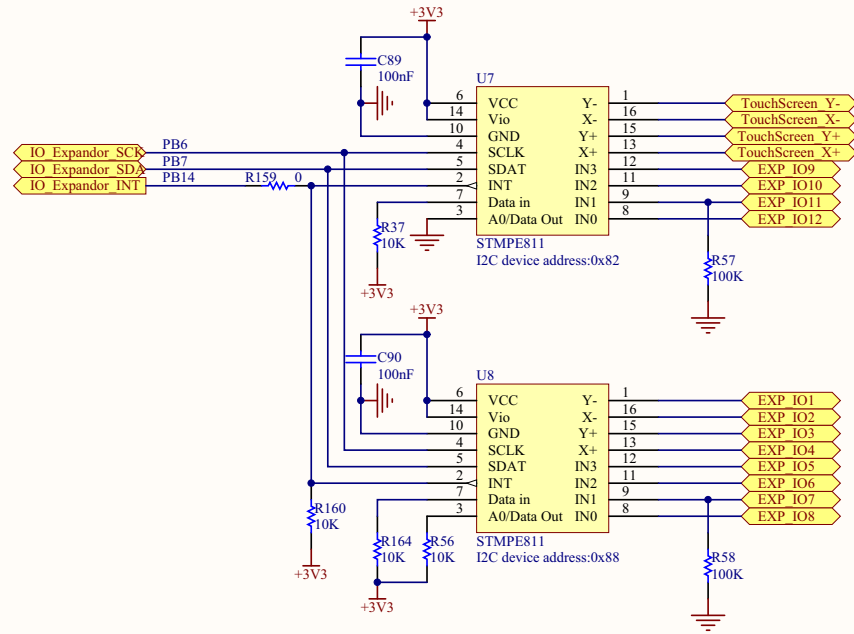 +3V3
C89
100nF
U7
6 VCC Y- 1 TouchScreen_Y-
14 Vio X- 16 TouchScreen_X-
10 GND Y+ 15 TouchScreen_Y+
IO_Expandor_SCK PB6 4 SCLK X+ 13 TouchScreen_X+
IO_Expandor_SDA PB7 5 SDAT IN3 12 EXP_IO9
IO_Expandor_INT PB14 R159 0 2 INT IN2 11 EXP_IO10
7 Data in IN1 9 EXP_IO11
3 A0/Data Out IN0 8 EXP_IO12
R37
10K
STMPE811
I2C device address:0x82
R57
100K
+3V3
+3V3
C90
100nF
U8
6 VCC Y- 1 EXP_IO1
14 Vio X- 16 EXP_IO2
10 GND Y+ 15 EXP_IO3
4 SCLK X+ 13 EXP_IO4
5 SDAT IN3 12 EXP_IO5
2 INT IN2 11 EXP_IO6
7 Data in IN1 9 EXP_IO7
3 A0/Data Out IN0 8 EXP_IO8
R160
10K
R164
10K
R56
10K
STMPE811
I2C device address:0x88
R58
100K
+3V3
+3V3